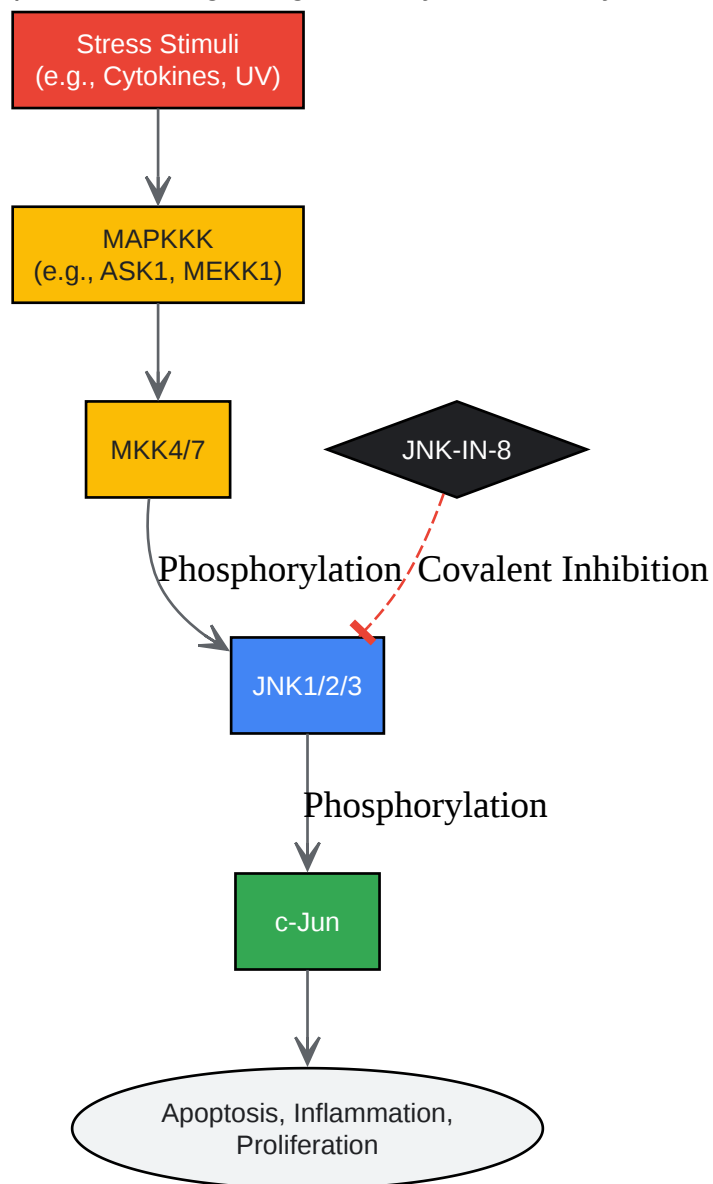 Stress Stimuli
(e.g., Cytokines, UV)
MAPKKK
(e.g., ASK1, MEKK1)
MKK4/7
JNK-IN-8
Phosphorylation
Covalent Inhibition
JNK1/2/3
Phosphorylation
c-Jun
Apoptosis, Inflammation,
Proliferation